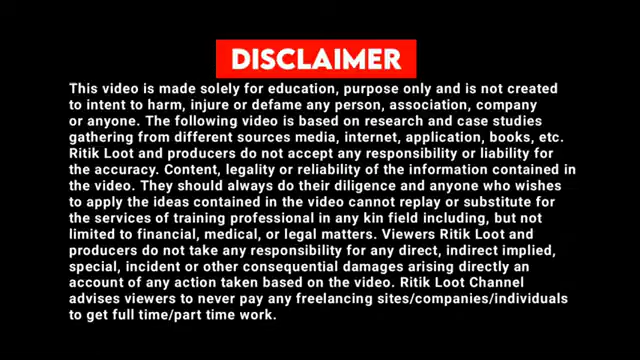 DISCLAIMER
This video is made solely for education, purpose only and is not created
to intent to harm, injure or defame any person, association, company
or anyone. The following video is based on research and case studies
gathering from different sources media, internet, application, books, etc.
Ritik Loot and producers do not accept any responsibility or liability for
the accuracy. Content, legality or reliability of the information contained in
the video. They should always do their diligence and anyone who wishes
to apply the ideas contained in the video cannot replay or substitute for
the services of training professional in any kin field including, but not
limited to financial, medical, or legal matters. Viewers Ritik Loot and
producers do not take any responsibility for any direct, indirect implied,
special, incident or other consequential damages arising directly an
account of any action taken based on the video. Ritik Loot Channel
advises viewers to never pay any freelancing sites/companies/individuals
to get full time/part time work.